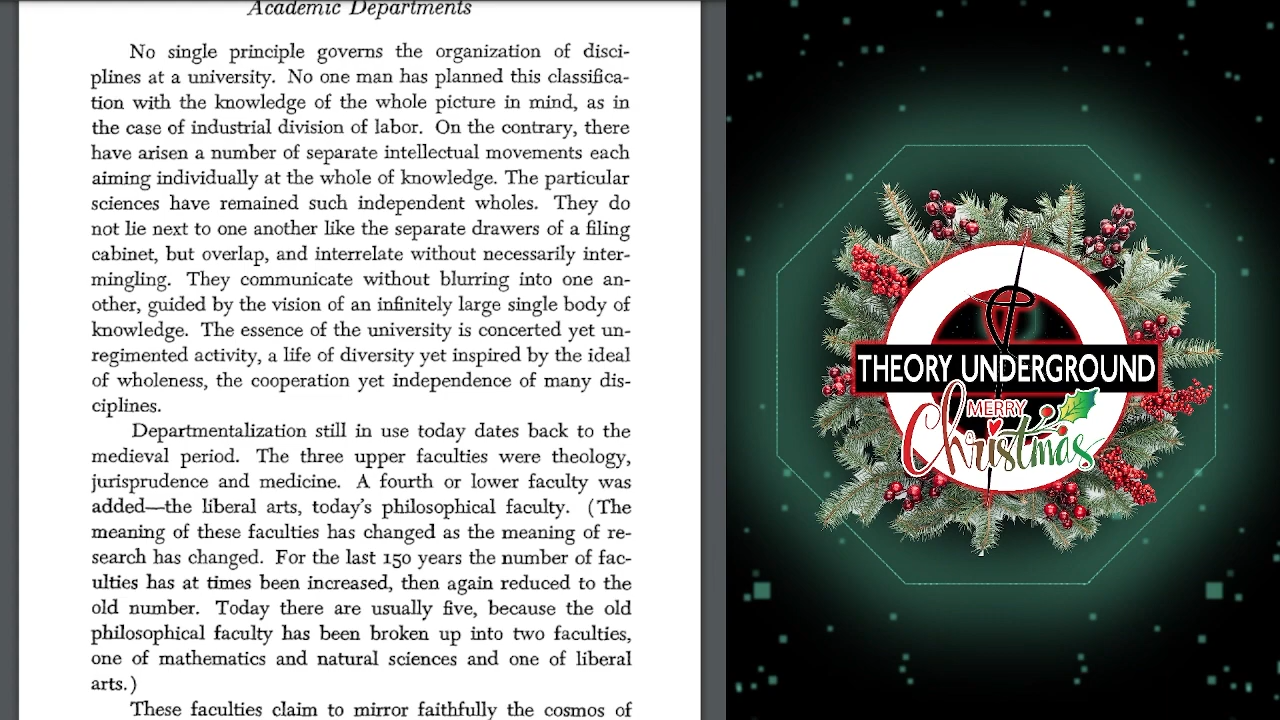 Academic Departments
No single principle governs the organization of disci-
plines at a university. No one man has planned this classifica-
tion with the knowledge of the whole picture in mind, as in
the case of industrial division of labor. On the contrary, there
have arisen a number of separate intellectual movements each
aiming individually at the whole of knowledge. The particular
sciences have remained such independent wholes. They do
not lie next to one another like the separate drawers of a filing
cabinet, but overlap, and interrelate without necessarily inter-
mingling. They communicate without blurring into one an-
other, guided by the vision of an infinitely large single body of
knowledge. The essence of the university is concerted yet un-
regimented activity, a life of diversity yet inspired by the ideal
of wholeness, the cooperation yet independence of many dis-
ciplines.
Departmentalization still in use today dates back to the
medieval period. The three upper faculties were theology,
jurisprudence and medicine. A fourth or lower faculty was
added—the liberal arts, today's philosophical faculty. (The
meaning of these faculties has changed as the meaning of re-
search has changed. For the last 150 years the number of fac-
ulties has at times been increased, then again reduced to the
old number. Today there are usually five, because the old
philosophical faculty has been broken up into two faculties,
one of mathematics and natural sciences and one of liberal
arts.)
These faculties claim to mirror faithfully the cosmos of
THEORY UNDERGROUND
MERRY
Christmas